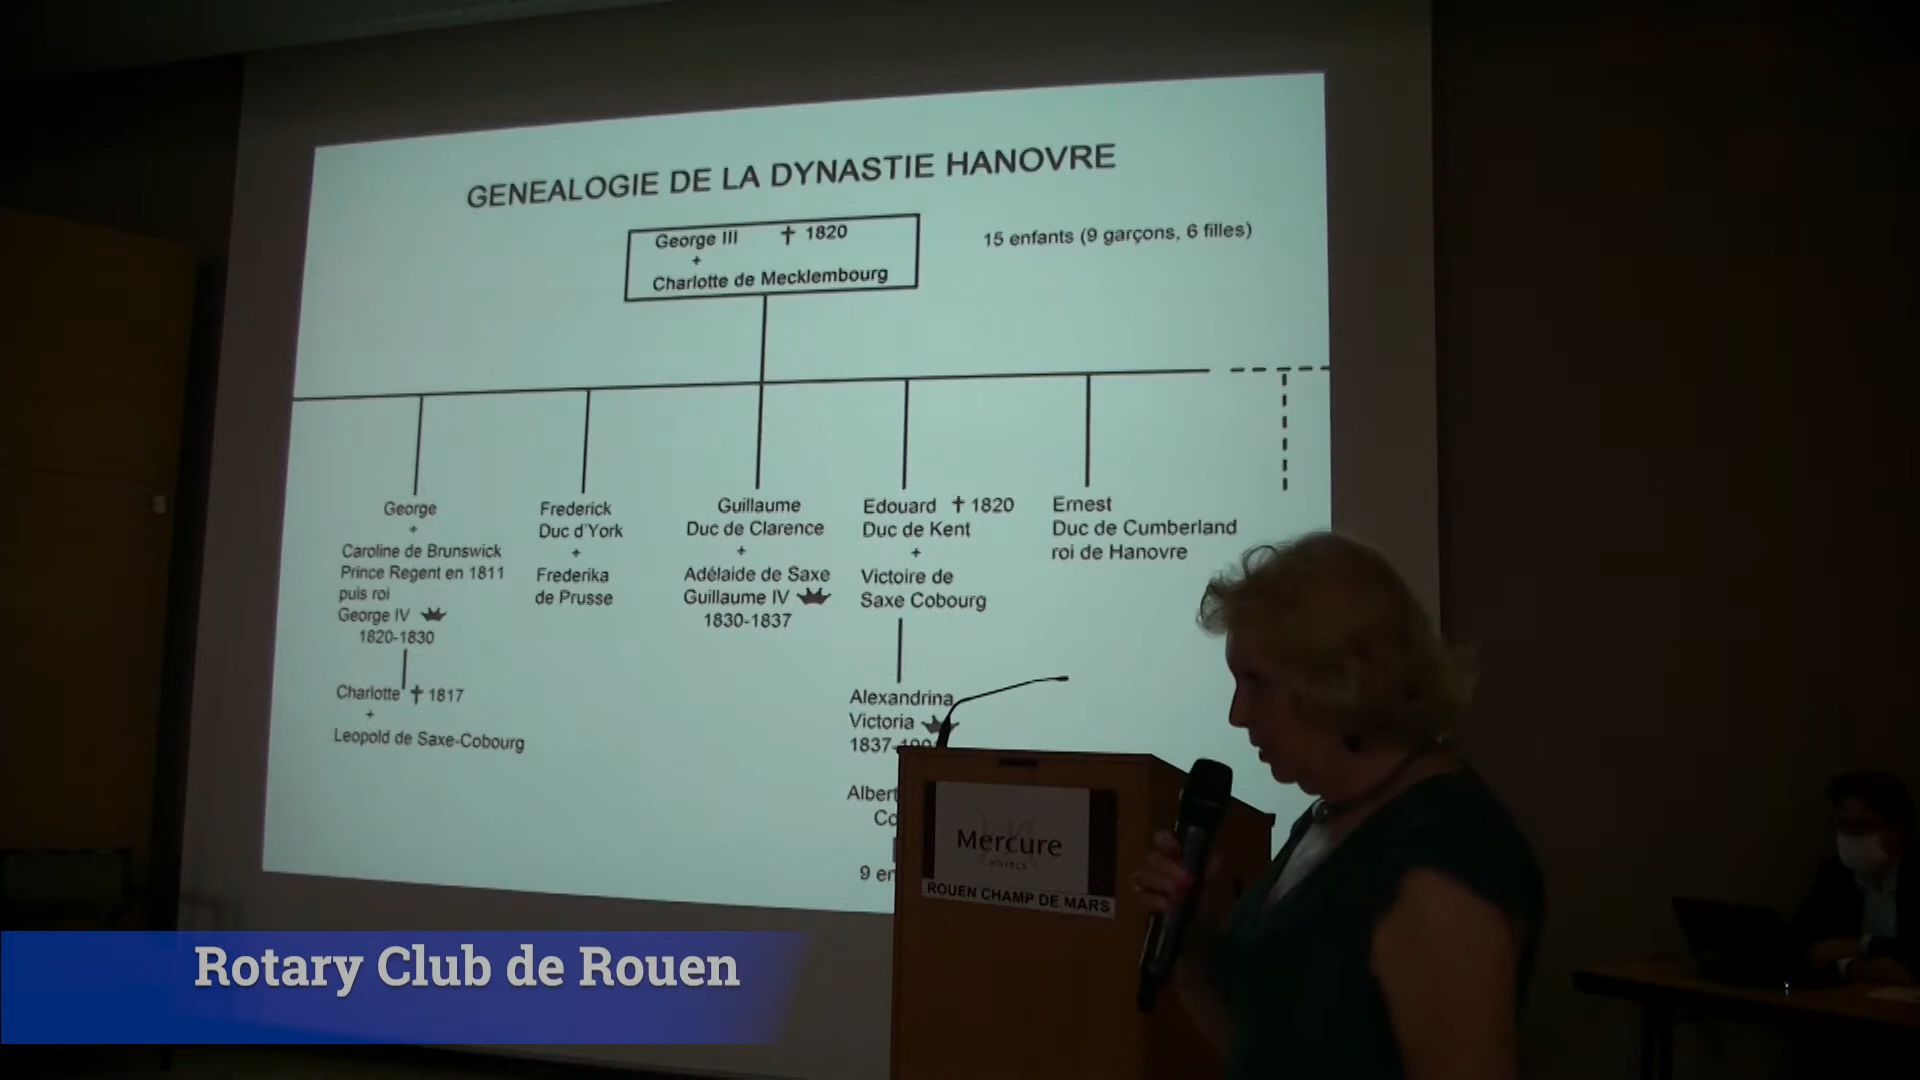 GENEALOGIE DE LA DYNASTIE HANOVRE
George III ✝ 1820
+
Charlotte de Mecklembourg
15 enfants (9 garçons, 6 filles)
George
+
Caroline de Brunswick
Prince Regent en 1811
puis roi
George IV
1820-1830
Charlotte ✝ 1817
+
Leopold de Saxe-Cobourg
Frederick
Duc d'York
+
Frederika
de Prusse
Guillaume
Duc de Clarence
+
Adélaide de Saxe
Guillaume IV
1830-1837
Edouard ✝ 1820
Duc de Kent
+
Victoire de
Saxe Cobourg
Alexandrina
Victoria
1837-
Albert
9
Ernest
Duc de Cumberland
roi de Hanovre
Mercure
HOTELS
ROUEN CHAMP DE MARS
Rotary Club de Rouen